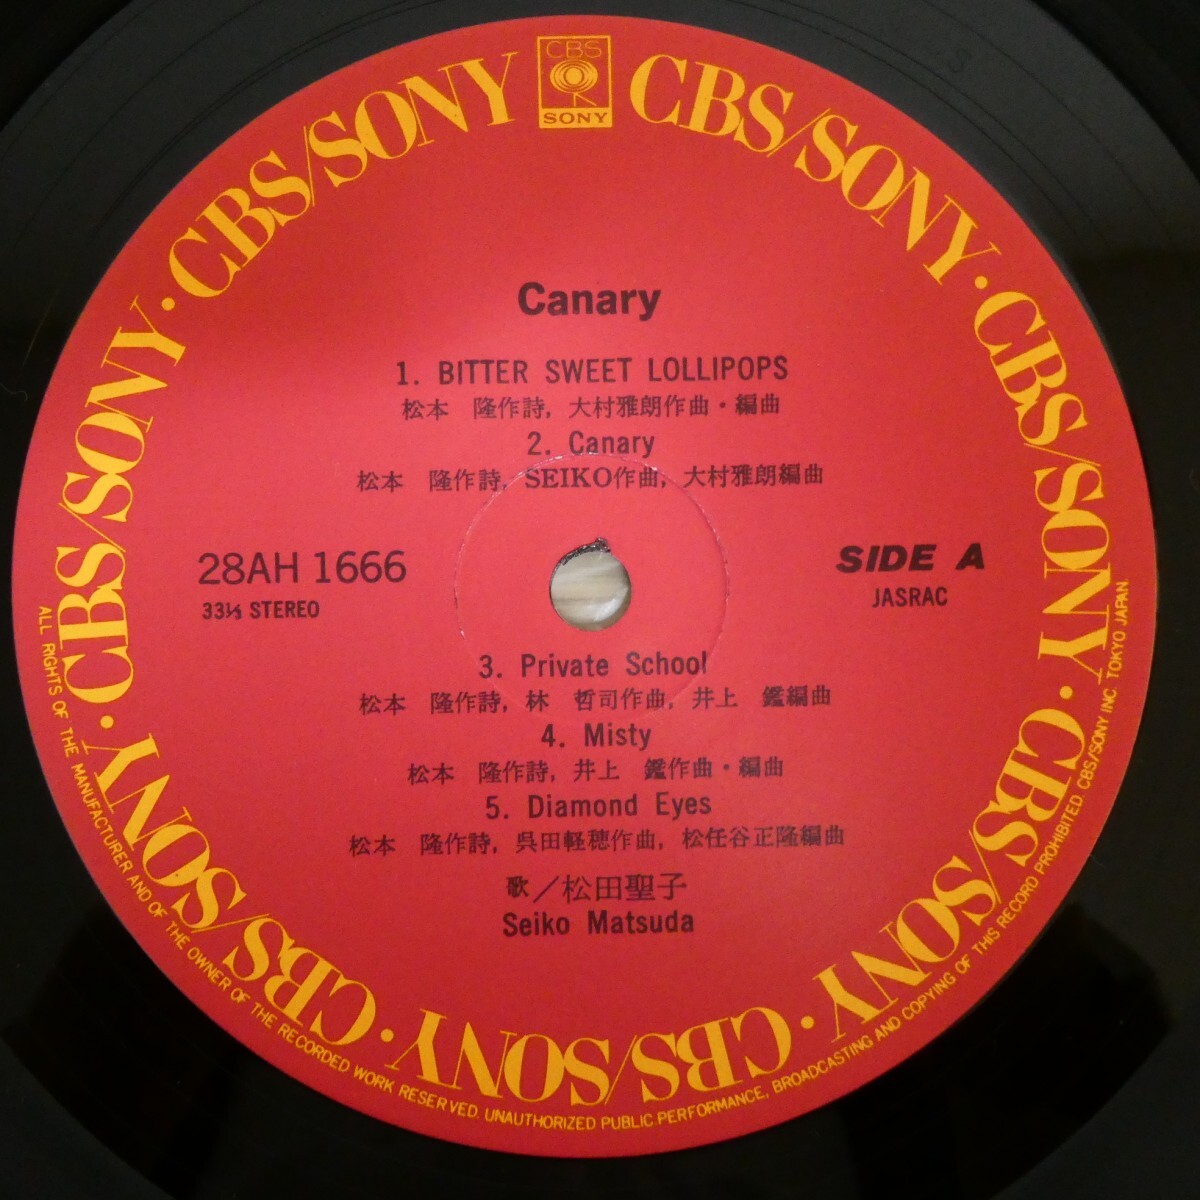 CBS
SONY
CBS/SONY · CBS/SONY · CBS/SONY · CBS/SONY · CBS/SONY · CBS/SONY · CBS/SONY · CBS/SONY
Canary
1. BITTER SWEET LOLLIPOPS
松本　隆作詩, 大村雅朗作曲・編曲
2. Canary
松本　隆作詩, SEIKO作曲, 大村雅朗編曲
28AH 1666
33⅓ STEREO
SIDE A
JASRAC
3. Private School
松本　隆作詩, 林　哲司作曲, 井上　鑑編曲
4. Misty
松本　隆作詩, 井上　鑑作曲・編曲
5. Diamond Eyes
松本　隆作詩, 呉田軽穂作曲, 松任谷正隆編曲
歌／松田聖子
Seiko Matsuda
ALL RIGHTS OF THE MANUFACTURER AND OF THE OWNER OF THE RECORDED WORK RESERVED. UNAUTHORIZED PUBLIC.PERFORMANCE, BROADCASTING AND COPYING OF THIS RECORD PROHIBITED. CBS/SONY INC. TOKYO JAPAN.